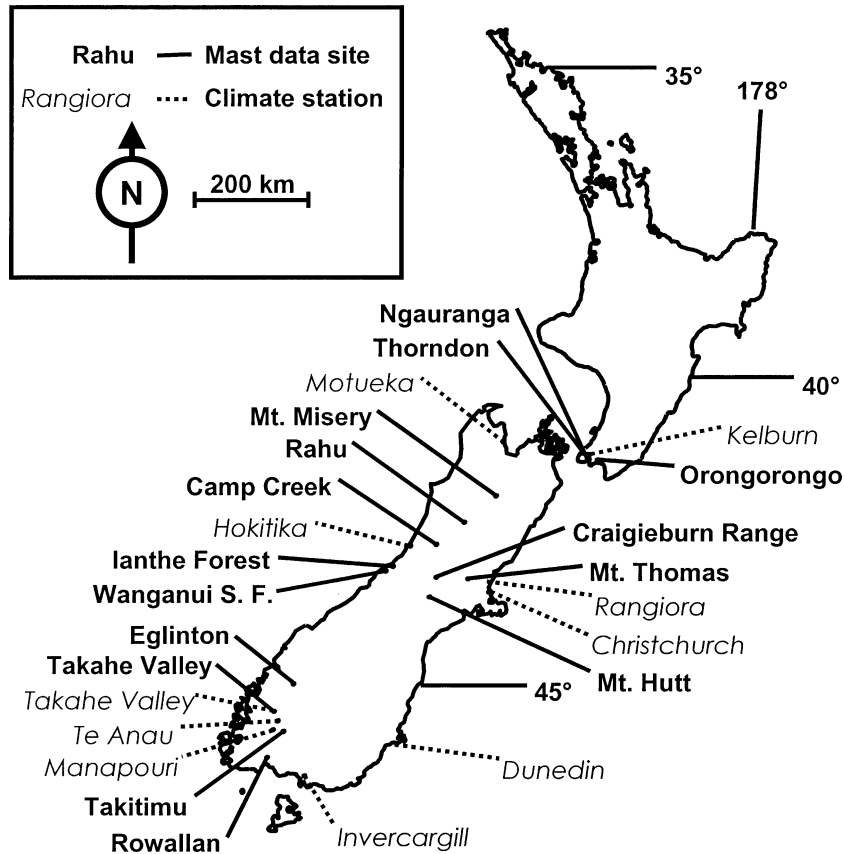 Rahu Mast data site
Rangiora Climate station
N
200 km
35°
178°
Ngauranga
Thorndon
Motueka
40°
Mt. Misery
Kelburn
Rahu
Orongorongo
Camp Creek
Hokitika
Craigieburn Range
Ianthe Forest
Mt. Thomas
Wanganui S. F.
Rangiora
Eglinton
Christchurch
Takahe Valley
Mt. Hutt
45°
Takahe Valley
Te Anau
Manapouri
Dunedin
Takitimu
Rowallan
Invercargill